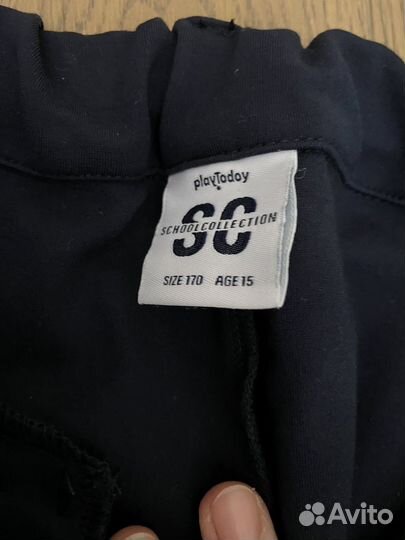 playToday
SC
SCHOOLCOLLECTION
SIZE 170 AGE 15
Avito